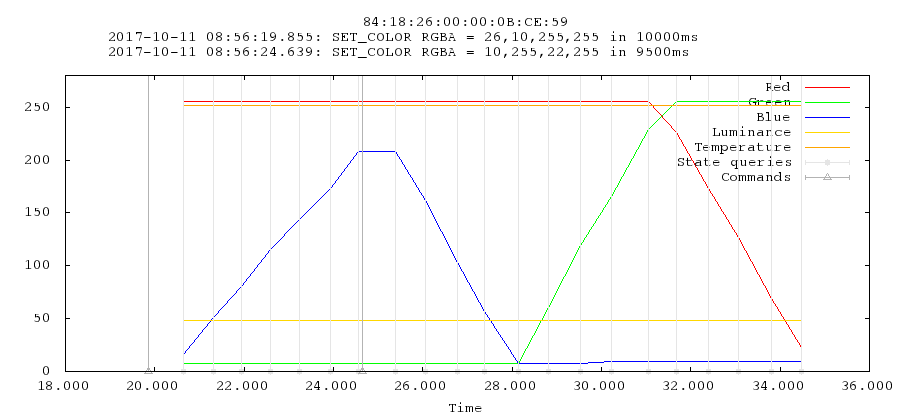 84:18:26:00:00:0B:CE:59
2017-10-11 08:56:19.855: SET_COLOR RGBA = 26,10,255,255 in 10000ms
2017-10-11 08:56:24.639: SET_COLOR RGBA = 10,255,22,255 in 9500ms
250
200
150
100
50
0
Red
Green
Blue
Luminance
Temperature
State queries
Commands
18.000 20.000 22.000 24.000 26.000 28.000 30.000 32.000 34.000 36.000
Time